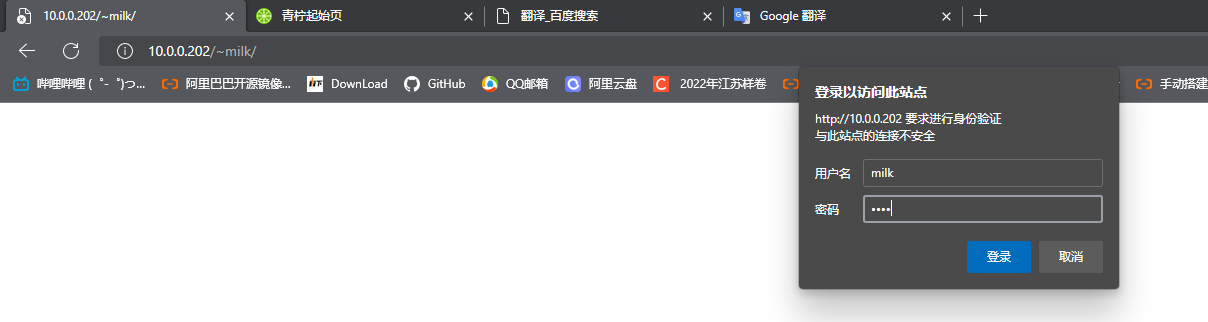 10.0.0.202/~milk/
青柠起始页
翻译_百度搜索
Google 翻译
10.0.0.202/~milk/
哔哩哔哩 (゜-゜)つ...
阿里巴巴开源镜像...
DownLoad
GitHub
QQ邮箱
阿里云盘
2022年江苏样卷
手动搭建
登录以访问此站点
http://10.0.0.202 要求进行身份验证
与此站点的连接不安全
用户名 milk
密码 ••••
登录 取消